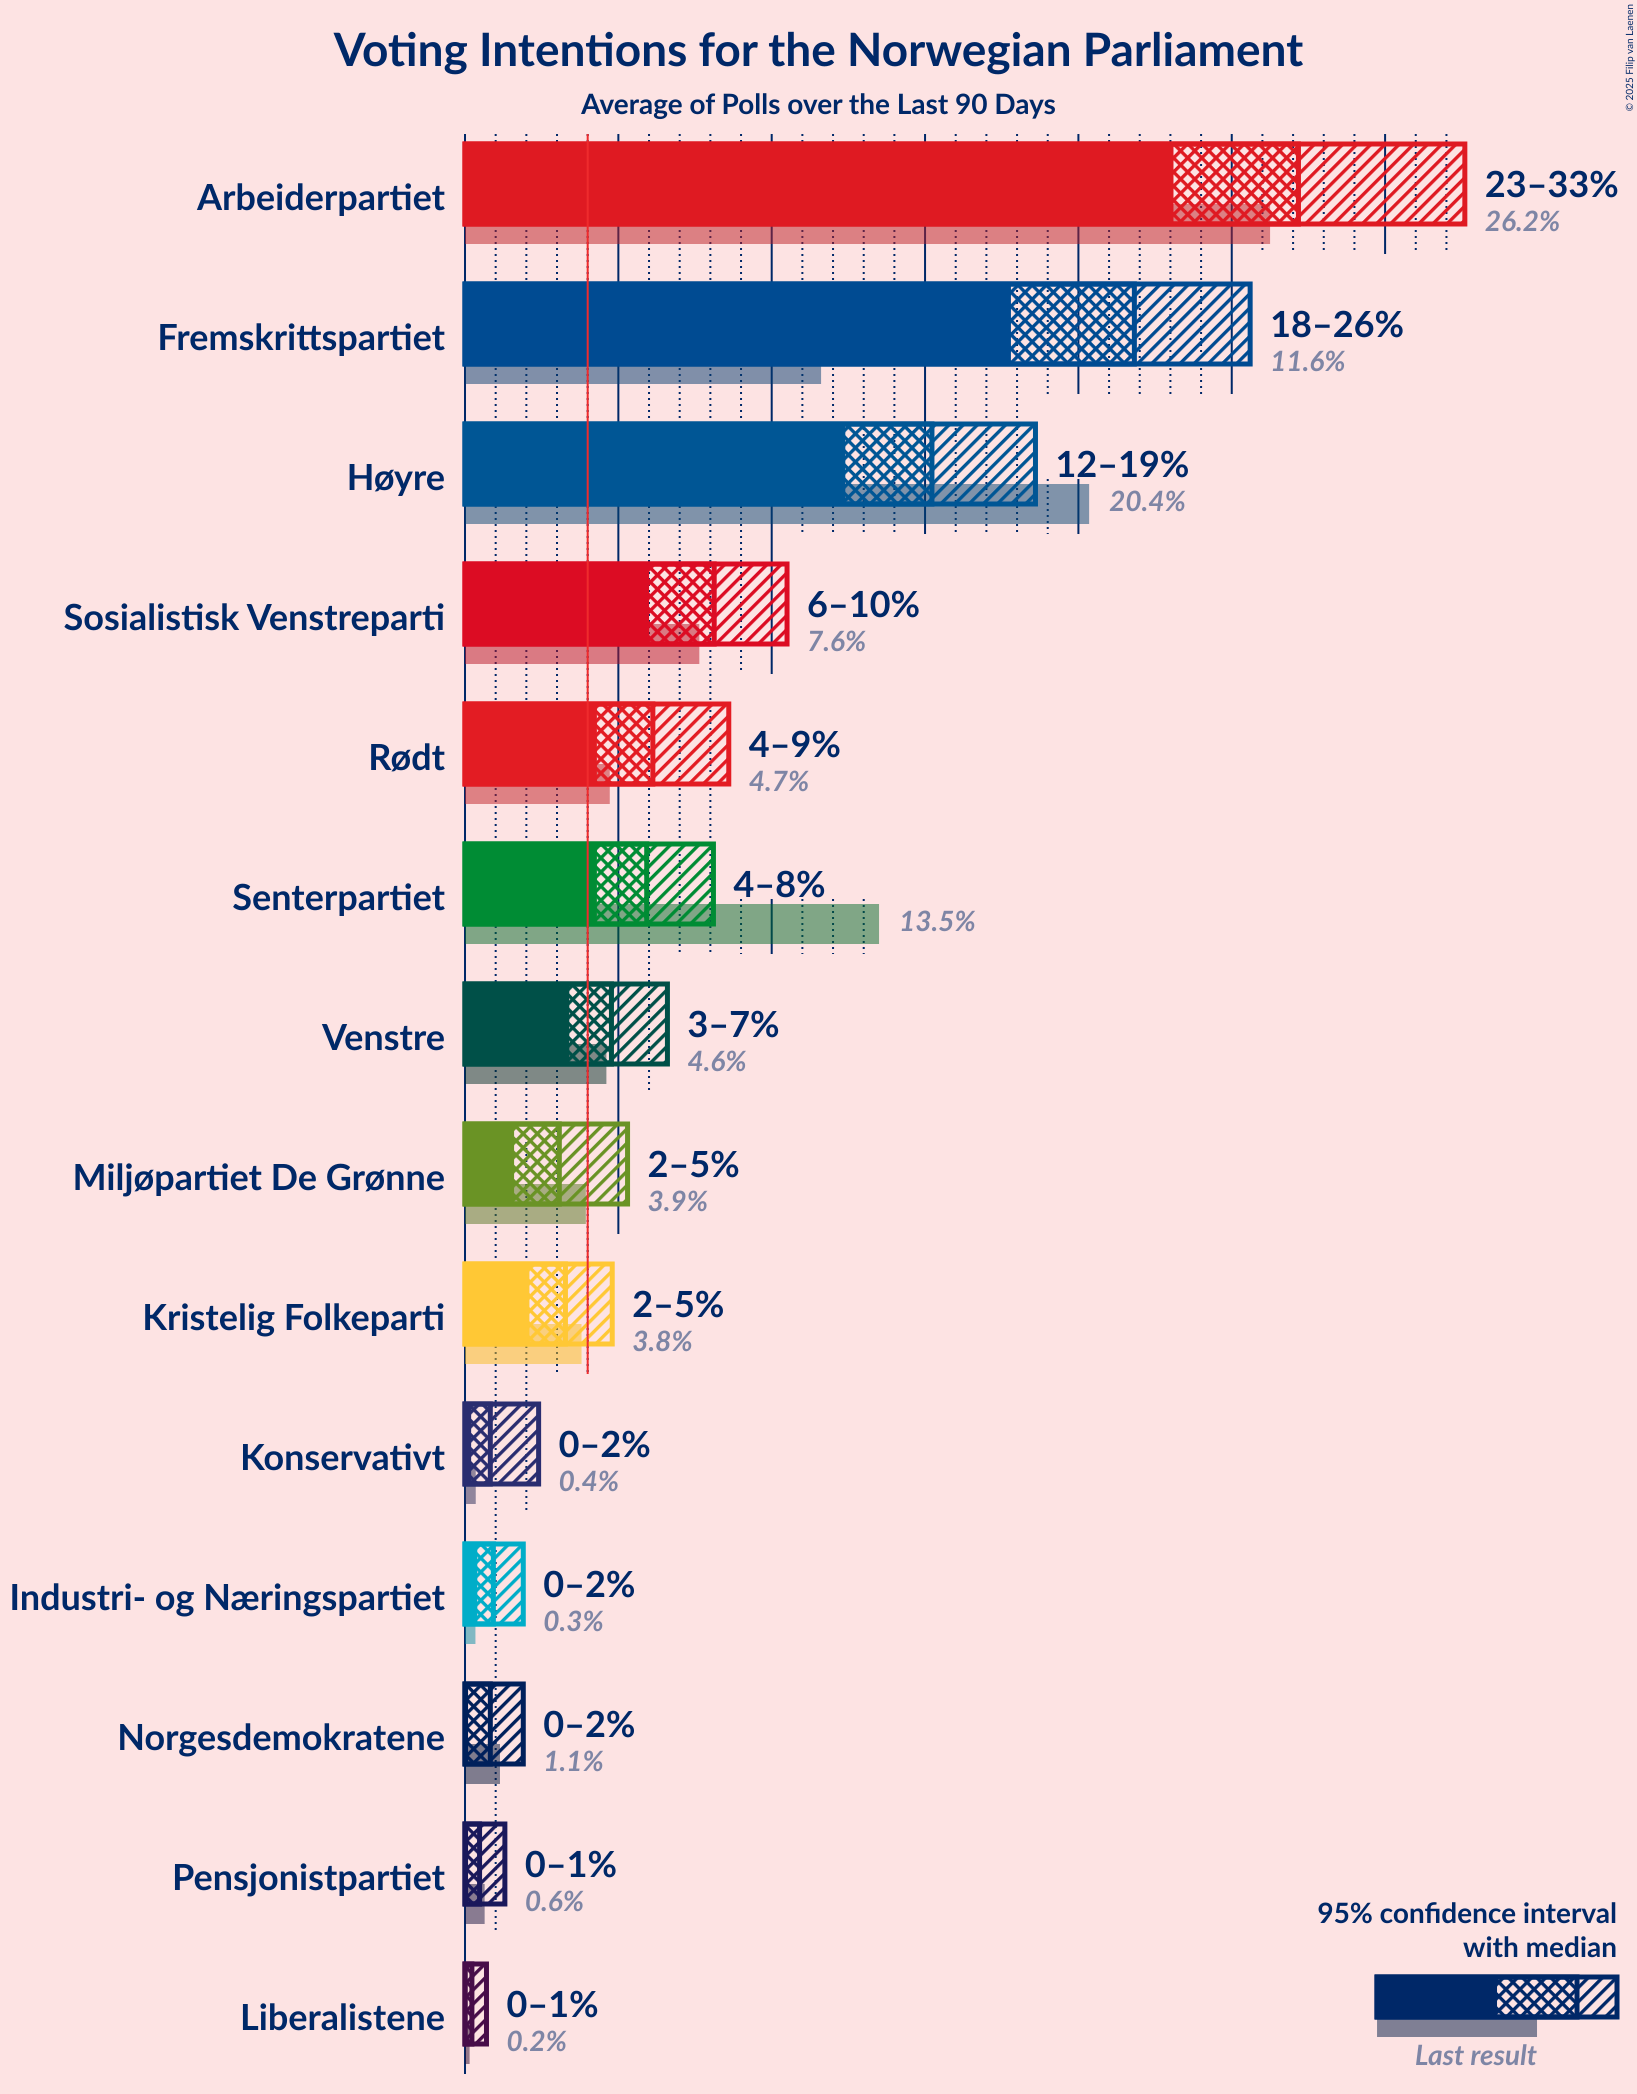 Voting Intentions for the Norwegian Parliament
Average of Polls over the Last 90 Days
© 2025 Filip van Laenen
Arbeiderpartiet
23–33%
26.2%
Fremskrittspartiet
18–26%
11.6%
Høyre
12–19%
20.4%
Sosialistisk Venstreparti
6–10%
7.6%
Rødt
4–9%
4.7%
Senterpartiet
4–8%
13.5%
Venstre
3–7%
4.6%
Miljøpartiet De Grønne
2–5%
3.9%
Kristelig Folkeparti
2–5%
3.8%
Konservativt
0–2%
0.4%
Industri- og Næringspartiet
0–2%
0.3%
Norgesdemokratene
0–2%
1.1%
Pensjonistpartiet
0–1%
0.6%
Liberalistene
0–1%
0.2%
95% confidence interval
with median
Last result